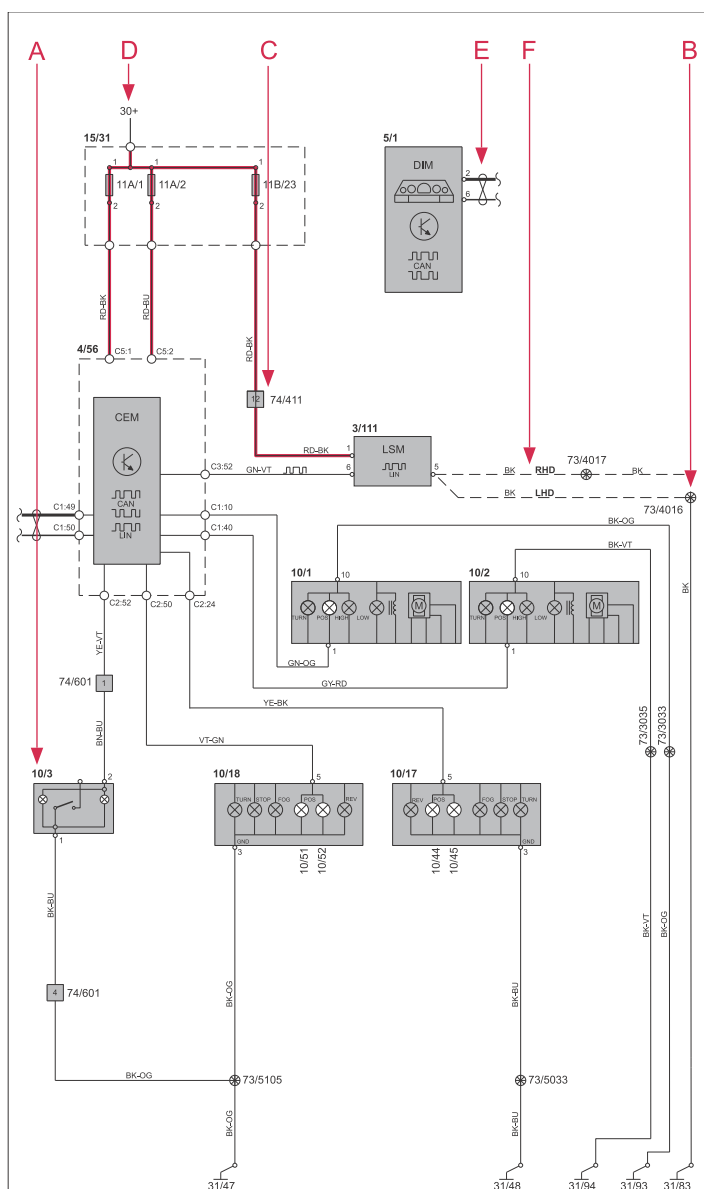 A
D
C
E
F
B
30+
15/31
5/1
1
1
1
DIM
2
11A/1
11A/2
11B/23
6
2
2
2
CAN
RD-BK
RD-BU
RD-BK
4/56
C5:1
C5:2
12
74/411
CEM
3/111
RD-BK
1
LSM
C3:52
GN-VT
6
LIN
5
BK
RHD
73/4017
BK
BK
LHD
73/4016
CAN
LIN
C1:49
C1:50
C1:10
C1:40
BK-OG
BK-VT
BK
C2:52
C2:50
C2:24
10/1
10
10/2
10
TURN
POS
HIGH
LOW
M
TURN
POS
HIGH
LOW
M
1
1
YE-VT
GN-OG
74/601
1
GY-RD
YE-BK
BN-BU
VT-GN
73/3035
73/3033
10/3
2
10/18
5
10/17
5
TURN
STOP
FOG
POS
REV
REV
POS
FOG
STOP
TURN
1
GND
3
GND
3
10/51
10/52
10/44
10/45
BK-BU
BK-OG
BK-BU
BK-VT
BK-OG
4
74/601
BK-OG
73/5105
73/5033
BK-OG
BK-BU
31/47
31/48
31/94
31/93
31/83